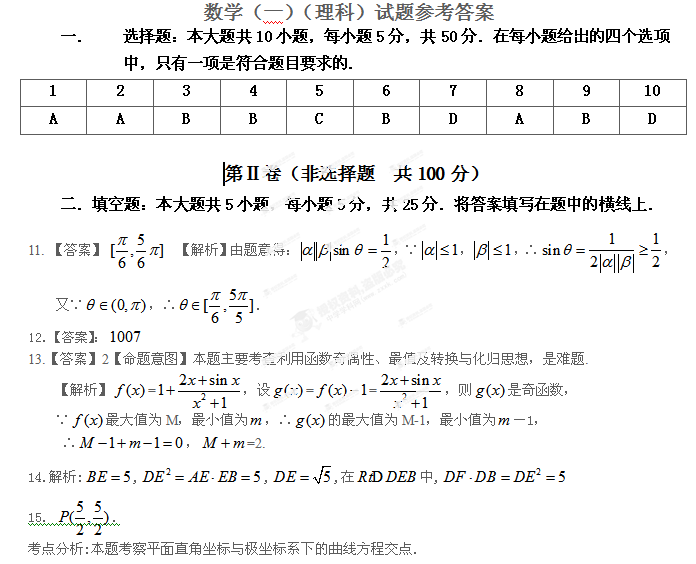 数学（一）（理科）试题参考答案
一． 选择题：本大题共10小题，每小题5分，共50分．在每小题给出的四个选项
中，只有一项是符合题目要求的．
1 2 3 4 5 6 7 8 9 10
A A B B C B D A B D
第Ⅱ卷（非选择题 共100分）
二．填空题：本大题共5小题，每小题5分，共25分．将答案填写在题中的横线上．
11. 【答案】 [π/6, 5/6 π] 【解析】由题意得：|α||β|sin θ = 1/2，∵ |α| ≤ 1，|β| ≤ 1，∴ sin θ = 1/(2|α||β|) ≥ 1/2，
又∵ θ ∈ (0, π)，∴ θ ∈ [π/6, 5π/5]．
12.【答案】：1007
13.【答案】2【命题意图】本题主要考查利用函数奇偶性、最值及转换与化归思想，是难题.
【解析】f(x)=1+(2x+sin x)/(x²+1)，设g(x)=f(x)-1=(2x+sin x)/(x²+1)，则g(x)是奇函数，
∵f(x)最大值为M，最小值为m，∴g(x)的最大值为M-1，最小值为m－1，
∴M－1+m－1=0，M+m=2.
14.解析：BE=5，DE²=AE·EB=5，DE=√5，在RtD DEB中，DF·DB=DE²=5
15. P(5/2, 5/2).
考点分析：本题考察平面直角坐标与极坐标系下的曲线方程交点．